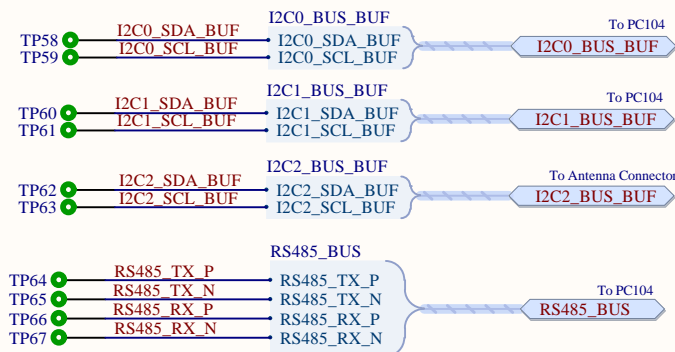 I2C0_BUS_BUF
To PC104
TP58 I2C0_SDA_BUF I2C0_SDA_BUF I2C0_BUS_BUF
TP59 I2C0_SCL_BUF I2C0_SCL_BUF
I2C1_BUS_BUF
To PC104
TP60 I2C1_SDA_BUF I2C1_SDA_BUF I2C1_BUS_BUF
TP61 I2C1_SCL_BUF I2C1_SCL_BUF
I2C2_BUS_BUF
To Antenna Connector
TP62 I2C2_SDA_BUF I2C2_SDA_BUF I2C2_BUS_BUF
TP63 I2C2_SCL_BUF I2C2_SCL_BUF
RS485_BUS
TP64 RS485_TX_P RS485_TX_P
To PC104
TP65 RS485_TX_N RS485_TX_N RS485_BUS
TP66 RS485_RX_P RS485_RX_P
TP67 RS485_RX_N RS485_RX_N